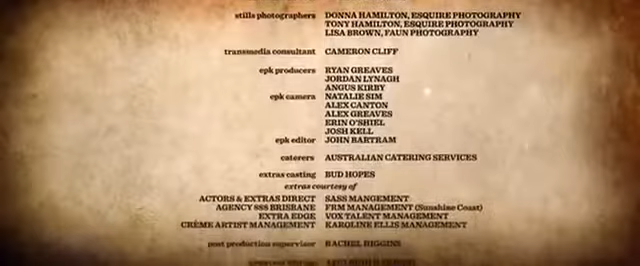 stills photographers DONNA HAMILTON, ESQUIRE PHOTOGRAPHY
TONY HAMILTON, ESQUIRE PHOTOGRAPHY
LISA BROWN, FAUN PHOTOGRAPHY
transmedia consultant CAMERON CLIFF
epk producers RYAN GREAVES
JORDAN LYNAGH
ANGUS KIRBY
epk camera NATALIE SIM
ALEX CANTON
ALEX GREAVES
ERIN O'SHIEL
JOSH KELL
epk editor JOHN BARTRAM
caterers AUSTRALIAN CATERING SERVICES
extras casting BUD HOPES
extras courtesy of
ACTORS & EXTRAS DIRECT SASS MANGEMENT
AGENCY 888 BRISBANE FRM MANAGEMENT (Sunshine Coast)
EXTRA EDGE VOX TALENT MANAGEMENT
CRÈME ARTIST MANAGEMENT KAROLINE ELLIS MANAGEMENT
post production supervisor RACHEL HIGGINS